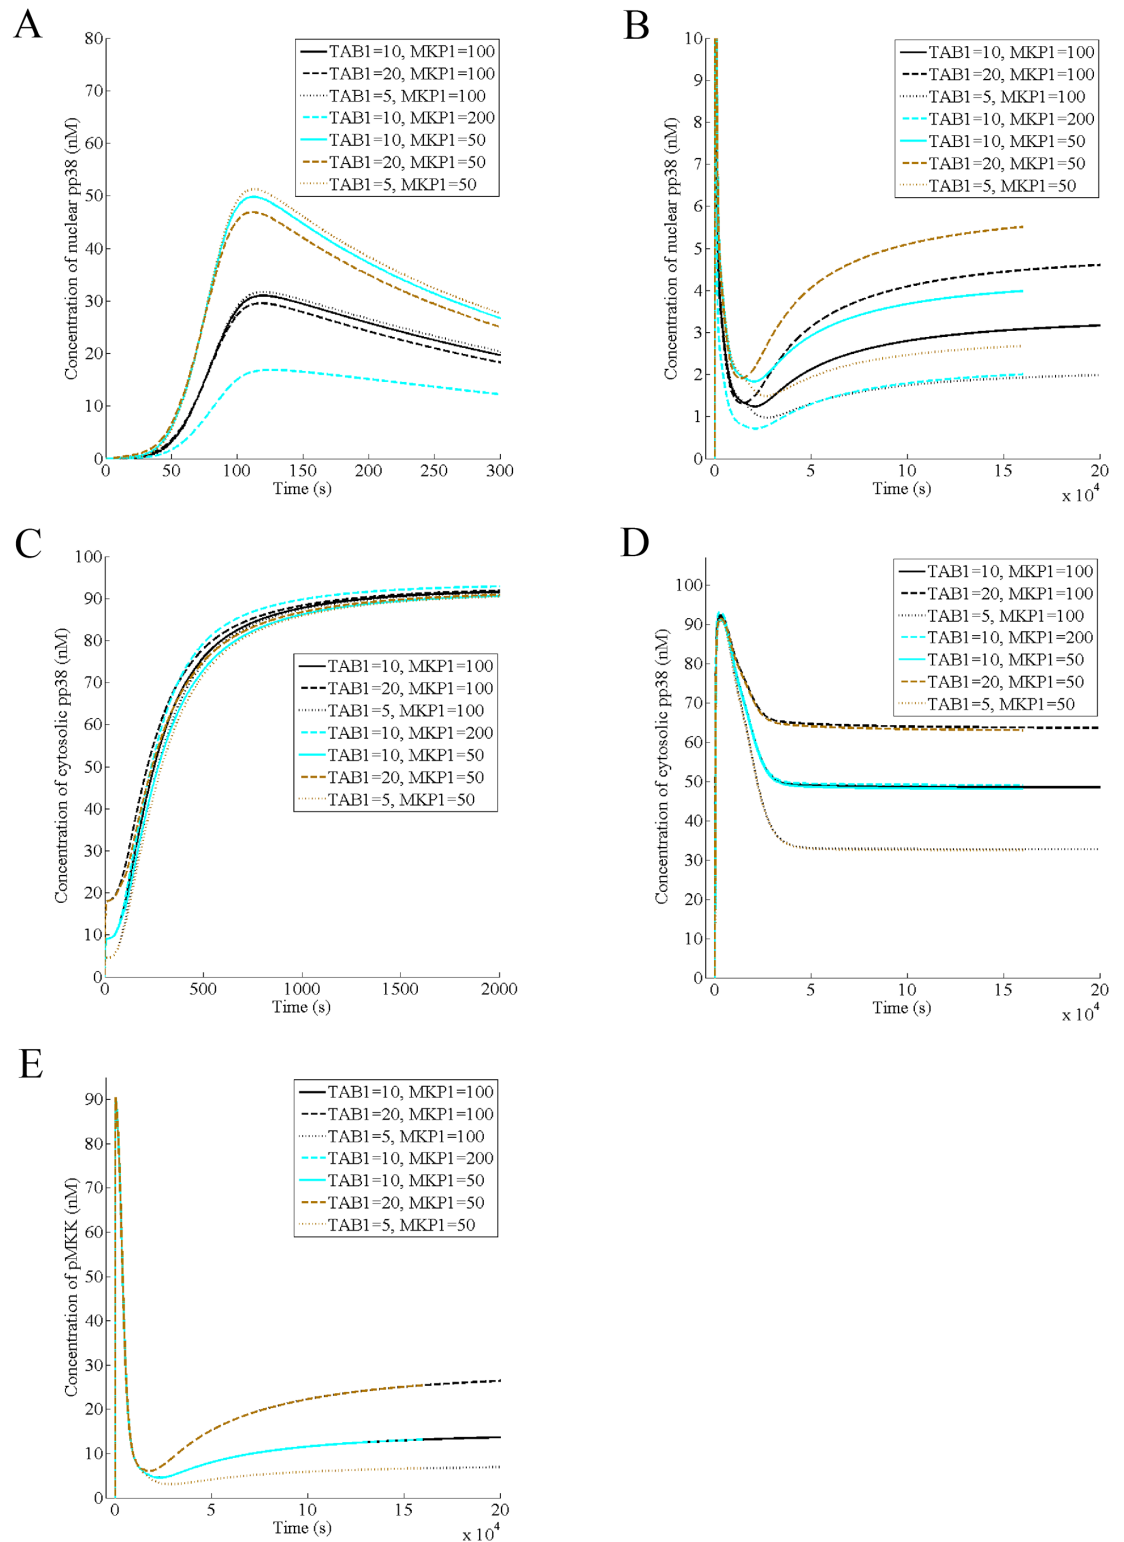 A
Concentration of nuclear pp38 (nM)
80
70
60
50
40
30
20
10
0
TAB1=10, MKP1=100
TAB1=20, MKP1=100
TAB1=5, MKP1=100
TAB1=10, MKP1=200
TAB1=10, MKP1=50
TAB1=20, MKP1=50
TAB1=5, MKP1=50
0 50 100 150 200 250 300
Time (s)
B
Concentration of nuclear pp38 (nM)
10
9
8
7
6
5
4
3
2
1
0
TAB1=10, MKP1=100
TAB1=20, MKP1=100
TAB1=5, MKP1=100
TAB1=10, MKP1=200
TAB1=10, MKP1=50
TAB1=20, MKP1=50
TAB1=5, MKP1=50
0 5 10 15 20
Time (s)
x 10^4
C
Concentration of cytosolic pp38 (nM)
100
90
80
70
60
50
40
30
20
10
0
TAB1=10, MKP1=100
TAB1=20, MKP1=100
TAB1=5, MKP1=100
TAB1=10, MKP1=200
TAB1=10, MKP1=50
TAB1=20, MKP1=50
TAB1=5, MKP1=50
0 500 1000 1500 2000
Time (s)
D
Concentration of cytosolic pp38 (nM)
100
90
80
70
60
50
40
30
20
10
0
TAB1=10, MKP1=100
TAB1=20, MKP1=100
TAB1=5, MKP1=100
TAB1=10, MKP1=200
TAB1=10, MKP1=50
TAB1=20, MKP1=50
TAB1=5, MKP1=50
0 5 10 15 20
Time (s)
x 10^4
E
Concentration of pMKK (nM)
90
80
70
60
50
40
30
20
10
0
TAB1=10, MKP1=100
TAB1=20, MKP1=100
TAB1=5, MKP1=100
TAB1=10, MKP1=200
TAB1=10, MKP1=50
TAB1=20, MKP1=50
TAB1=5, MKP1=50
0 5 10 15 20
Time (s)
x 10^4